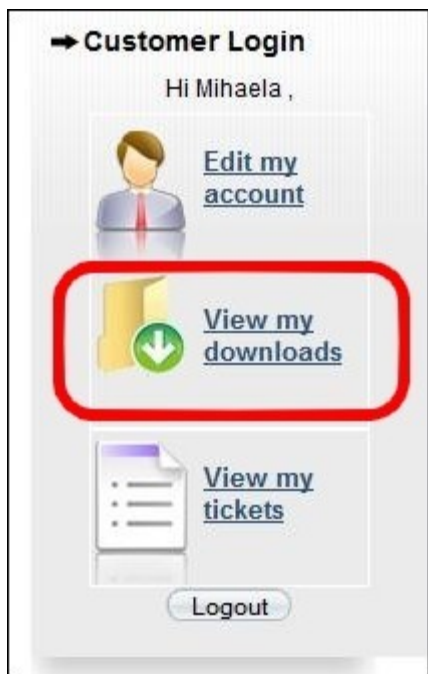 Customer Login
Hi Mihaela ,
Edit my
account
View my
downloads
View my
tickets
Logout